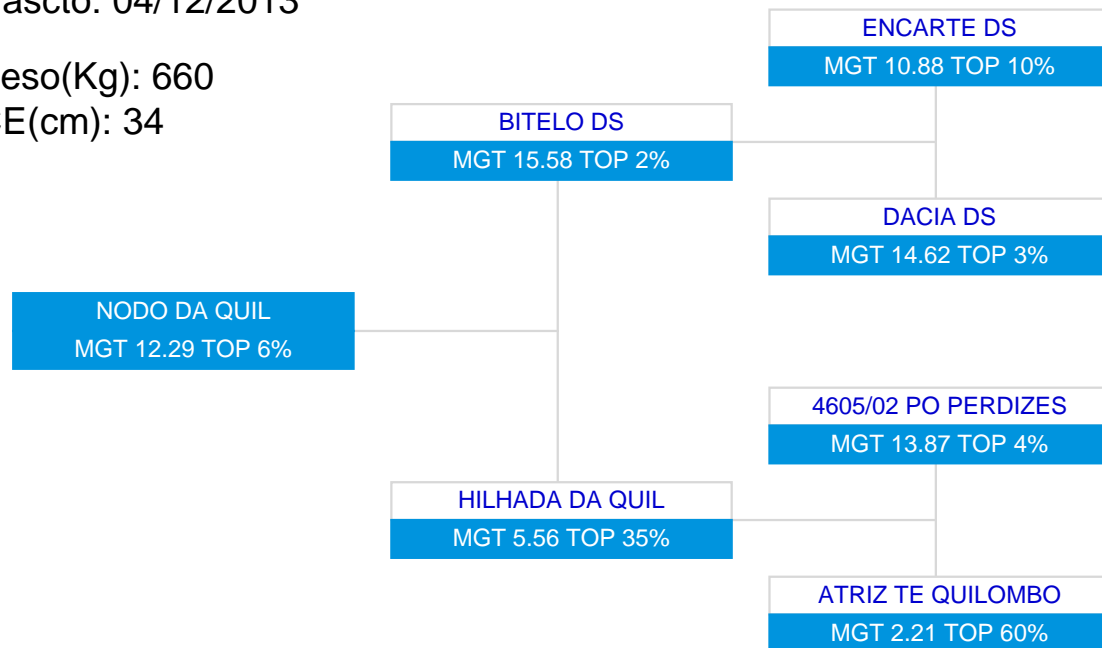 ascto: 04/12/2013
eso(Kg): 660
E(cm): 34
ENCARTE DS
MGT 10.88 TOP 10%
BITELO DS
MGT 15.58 TOP 2%
DACIA DS
MGT 14.62 TOP 3%
NODO DA QUIL
MGT 12.29 TOP 6%
4605/02 PO PERDIZES
MGT 13.87 TOP 4%
HILHADA DA QUIL
MGT 5.56 TOP 35%
ATRIZ TE QUILOMBO
MGT 2.21 TOP 60%